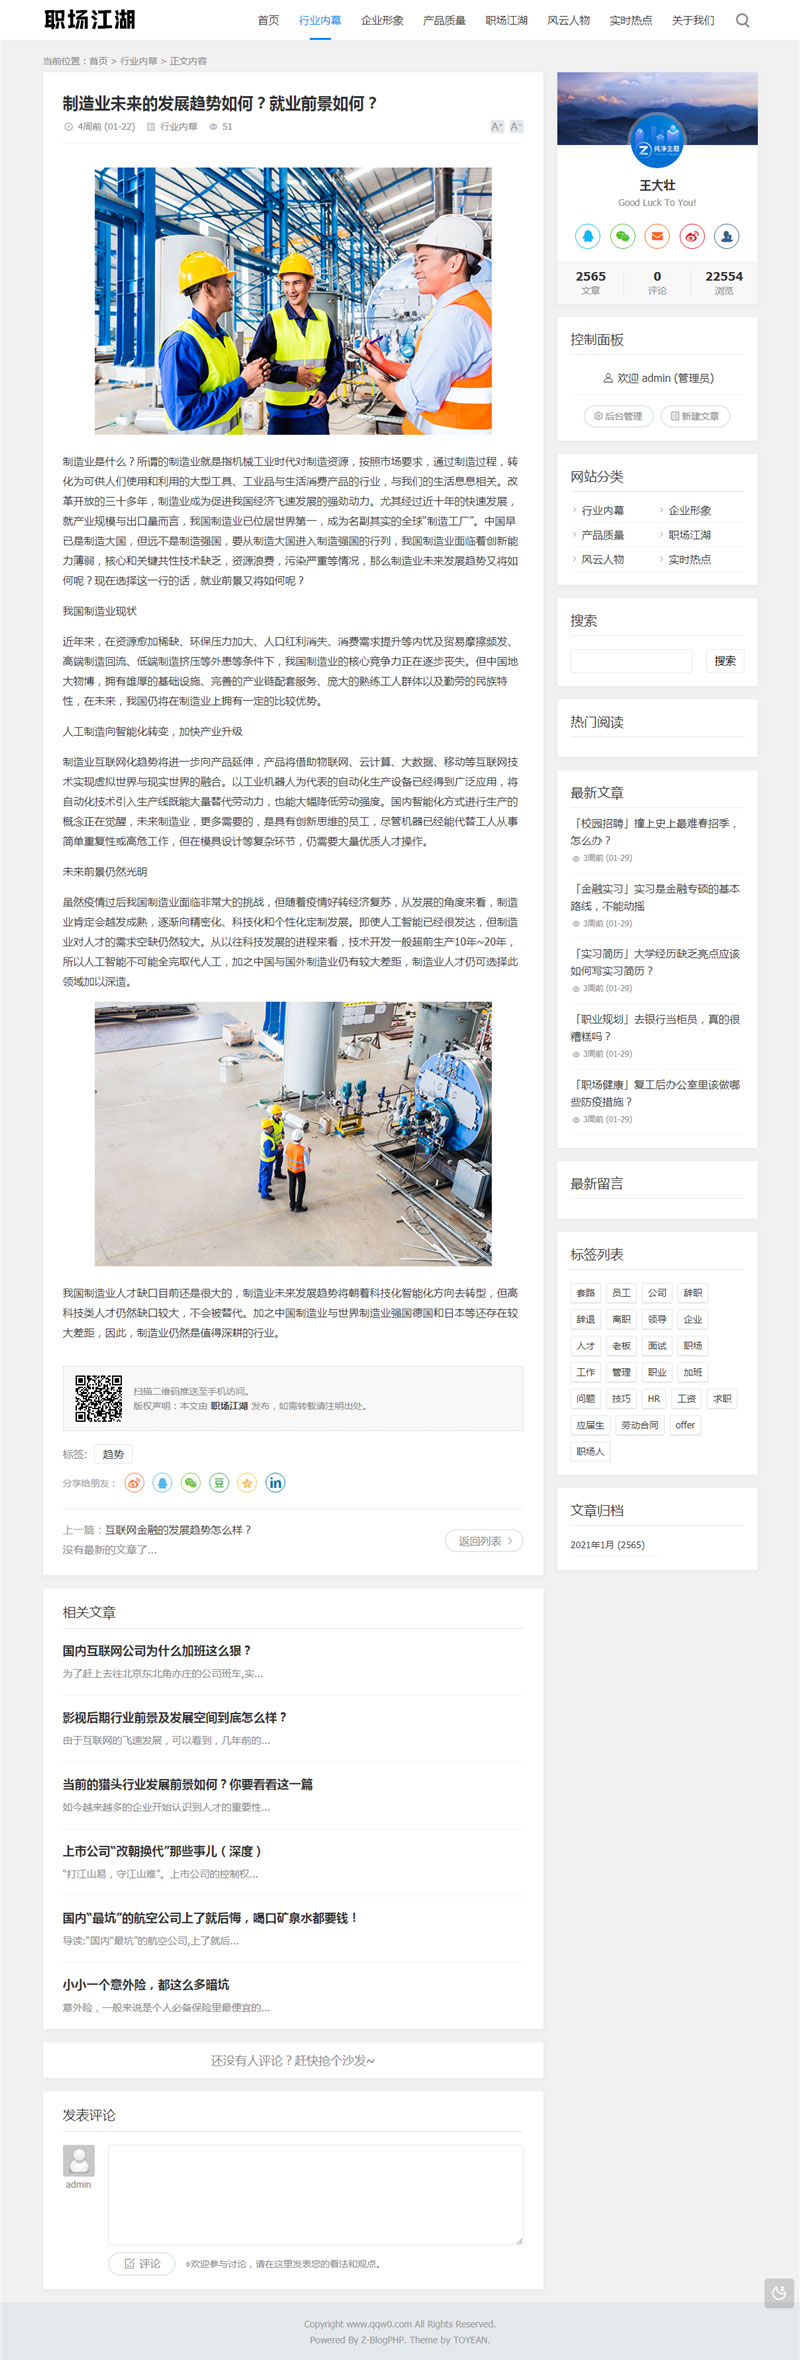 职场江湖
首页 行业内幕 企业形象 产品质量 职场江湖 风云人物 实时热点 关于我们
当前位置：首页 > 行业内幕 > 正文内容
制造业未来的发展趋势如何？就业前景如何？
4周前 (01-22) 行业内幕 51
A+ A-
制造业是什么？所谓的制造业就是指机械工业时代对制造资源，按照市场要求，通过制造过程，转
化为可供人们使用和利用的大型工具、工业品与生活消费产品的行业，与我们的生活息息相关。改
革开放的三十多年，制造业成为促进我国经济飞速发展的强劲动力。尤其经过近十年的快速发展，
就产业规模与出口量而言，我国制造业已位居世界第一，成为名副其实的全球“制造工厂”。中国早
已是制造大国，但远不是制造强国，要从制造大国进入制造强国的行列，我国制造业面临着创新能
力薄弱，核心和关键共性技术缺乏，资源浪费，污染严重等情况，那么制造业未来发展趋势又将如
何呢？现在选择这一行的话，就业前景又将如何呢？
我国制造业现状
近年来，在资源愈加稀缺、环保压力加大、人口红利消失、消费需求提升等内忧及贸易摩擦频发、
高端制造回流、低端制造挤压等外患等条件下，我国制造业的核心竞争力正在逐步丧失。但中国地
大物博，拥有雄厚的基础设施、完善的产业链配套服务、庞大的熟练工人群体以及勤劳的民族特
性，在未来，我国仍将在制造业上拥有一定的比较优势。
人工制造向智能化转变，加快产业升级
制造业互联网化趋势将进一步向产品延伸，产品将借助物联网、云计算、大数据、移动等互联网技
术实现虚拟世界与现实世界的融合。以工业机器人为代表的自动化生产设备已经得到广泛应用，将
自动化技术引入生产线既能大量替代劳动力，也能大幅降低劳动强度。国内智能化方式进行生产的
概念正在觉醒，未来制造业，更多需要的，是具有创新思维的员工，尽管机器已经能代替工人从事
简单重复性或高危工作，但在模具设计等复杂环节，仍需要大量优质人才操作。
未来前景仍然光明
虽然疫情过后我国制造业面临非常大的挑战，但随着疫情好转经济复苏，从发展的角度来看，制造
业肯定会越发成熟，逐渐向精密化、科技化和个性化定制发展。即使人工智能已经很发达，但制造
业对人才的需求空缺仍然较大。从以往科技发展的进程来看，技术开发一般超前生产10年~20年，
所以人工智能不可能全完取代人工，加之中国与国外制造业仍有较大差距，制造业人才仍可选择此
领域加以深造。
我国制造业人才缺口目前还是很大的，制造业未来发展趋势将朝着科技化智能化方向去转型，但高
科技类人才仍然缺口较大，不会被替代。加之中国制造业与世界制造业强国德国和日本等还存在较
大差距，因此，制造业仍然是值得深耕的行业。
扫描二维码推送至手机访问。
版权声明：本文由 职场江湖 发布，如需转载请注明出处。
标签: 趋势
分享给朋友：
豆
in
上一篇：互联网金融的发展趋势怎么样？
没有最新的文章了...
返回列表
相关文章
国内互联网公司为什么加班这么狠？
为了赶上去往北京东北角亦庄的公司班车,实...
影视后期行业前景及发展空间到底怎么样？
由于互联网的飞速发展，可以看到，几年前的...
当前的猎头行业发展前景如何？你要看看这一篇
如今越来越多的企业开始认识到人才的重要性...
上市公司“改朝换代”那些事儿（深度）
“打江山易，守江山难”。上市公司的控制权...
国内“最坑”的航空公司上了就后悔，喝口矿泉水都要钱！
导读:“国内“最坑”的航空公司,上了就后...
小小一个意外险，都这么多暗坑
意外险，一般来说是个人必备保险里最便宜的...
还没有人评论？赶快抢个沙发~
发表评论
admin
评论
※欢迎参与讨论，请在这里发表您的看法和观点。
Z 纯净主题
王大壮
Good Luck To You!
2565 0 22554
文章 评论 浏览
控制面板
欢迎 admin (管理员)
后台管理 新建文章
网站分类
行业内幕 企业形象
产品质量 职场江湖
风云人物 实时热点
搜索
搜索
热门阅读
最新文章
「校园招聘」撞上史上最难春招季，
怎么办？
3周前 (01-29)
「金融实习」实习是金融专硕的基本
路线，不能动摇
3周前 (01-29)
「实习简历」大学经历缺乏亮点应该
如何写实习简历？
3周前 (01-29)
「职业规划」去银行当柜员，真的很
糟糕吗？
3周前 (01-29)
「职场健康」复工后办公室里该做哪
些防疫措施？
3周前 (01-29)
最新留言
标签列表
套路 员工 公司 辞职
辞退 离职 领导 企业
人才 老板 面试 职场
工作 管理 职业 加班
问题 技巧 HR 工资 求职
应届生 劳动合同 offer
职场人
文章归档
2021年1月 (2565)
Copyright www.qqw0.com All Rights Reserved.
Powered By Z-BlogPHP. Theme by TOYEAN.